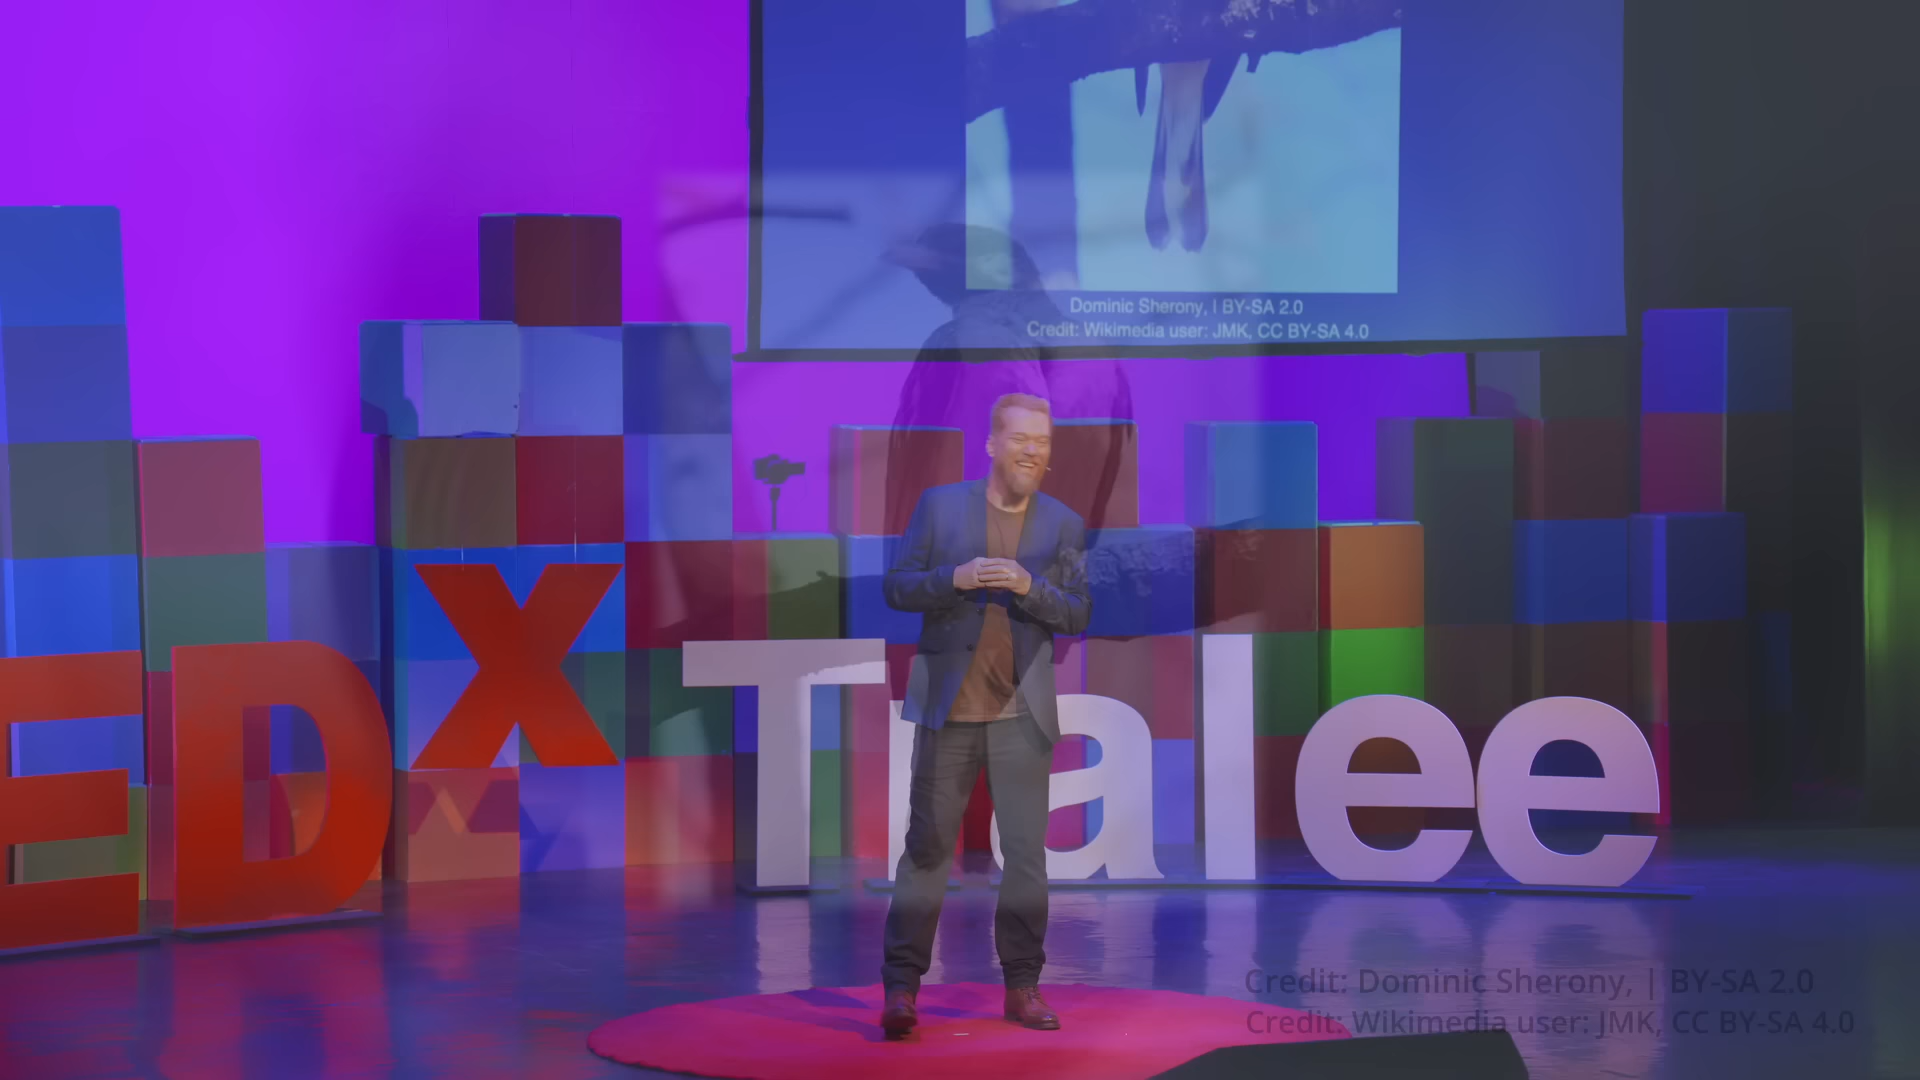 Dominic Sherony, | BY-SA 2.0
Credit: Wikimedia user: JMK, CC BY-SA 4.0
EDX Tralee
Credit: Dominic Sherony, | BY-SA 2.0
Credit: Wikimedia user: JMK, CC BY-SA 4.0